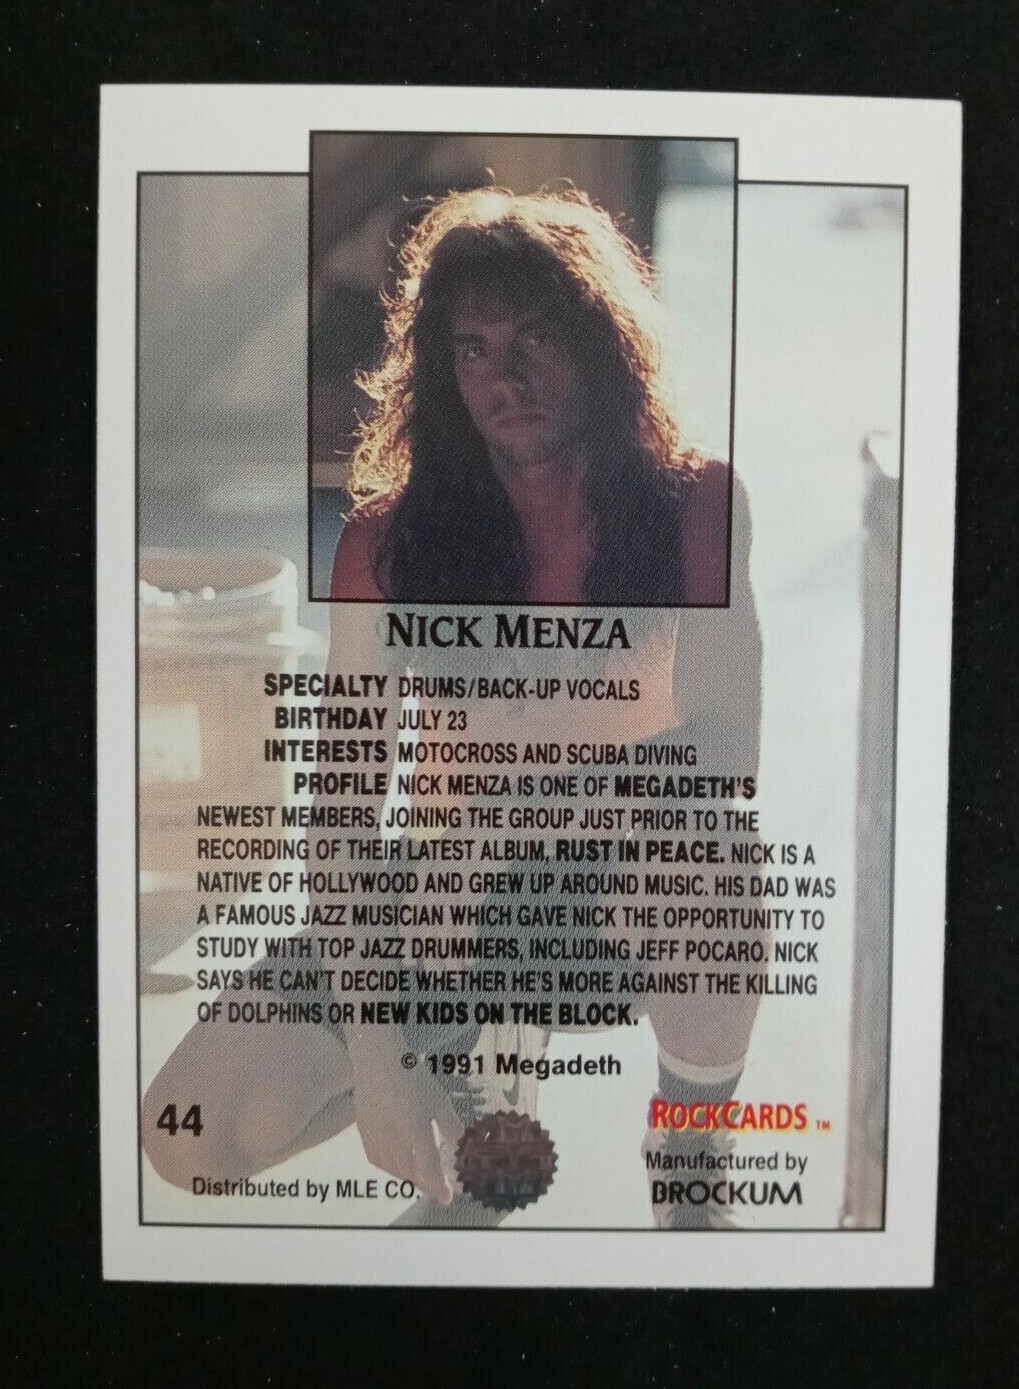 NICK MENZA
SPECIALTY DRUMS/BACK-UP VOCALS
BIRTHDAY JULY 23
INTERESTS MOTOCROSS AND SCUBA DIVING
PROFILE NICK MENZA IS ONE OF MEGADETH'S
NEWEST MEMBERS, JOINING THE GROUP JUST PRIOR TO THE
RECORDING OF THEIR LATEST ALBUM, RUST IN PEACE. NICK IS A
NATIVE OF HOLLYWOOD AND GREW UP AROUND MUSIC. HIS DAD WAS
A FAMOUS JAZZ MUSICIAN WHICH GAVE NICK THE OPPORTUNITY TO
STUDY WITH TOP JAZZ DRUMMERS, INCLUDING JEFF POCARO. NICK
SAYS HE CAN'T DECIDE WHETHER HE'S MORE AGAINST THE KILLING
OF DOLPHINS OR NEW KIDS ON THE BLOCK.
© 1991 Megadeth
44
ROCKCARDS ™
Manufactured by
Distributed by MLE CO.
BROCKUM